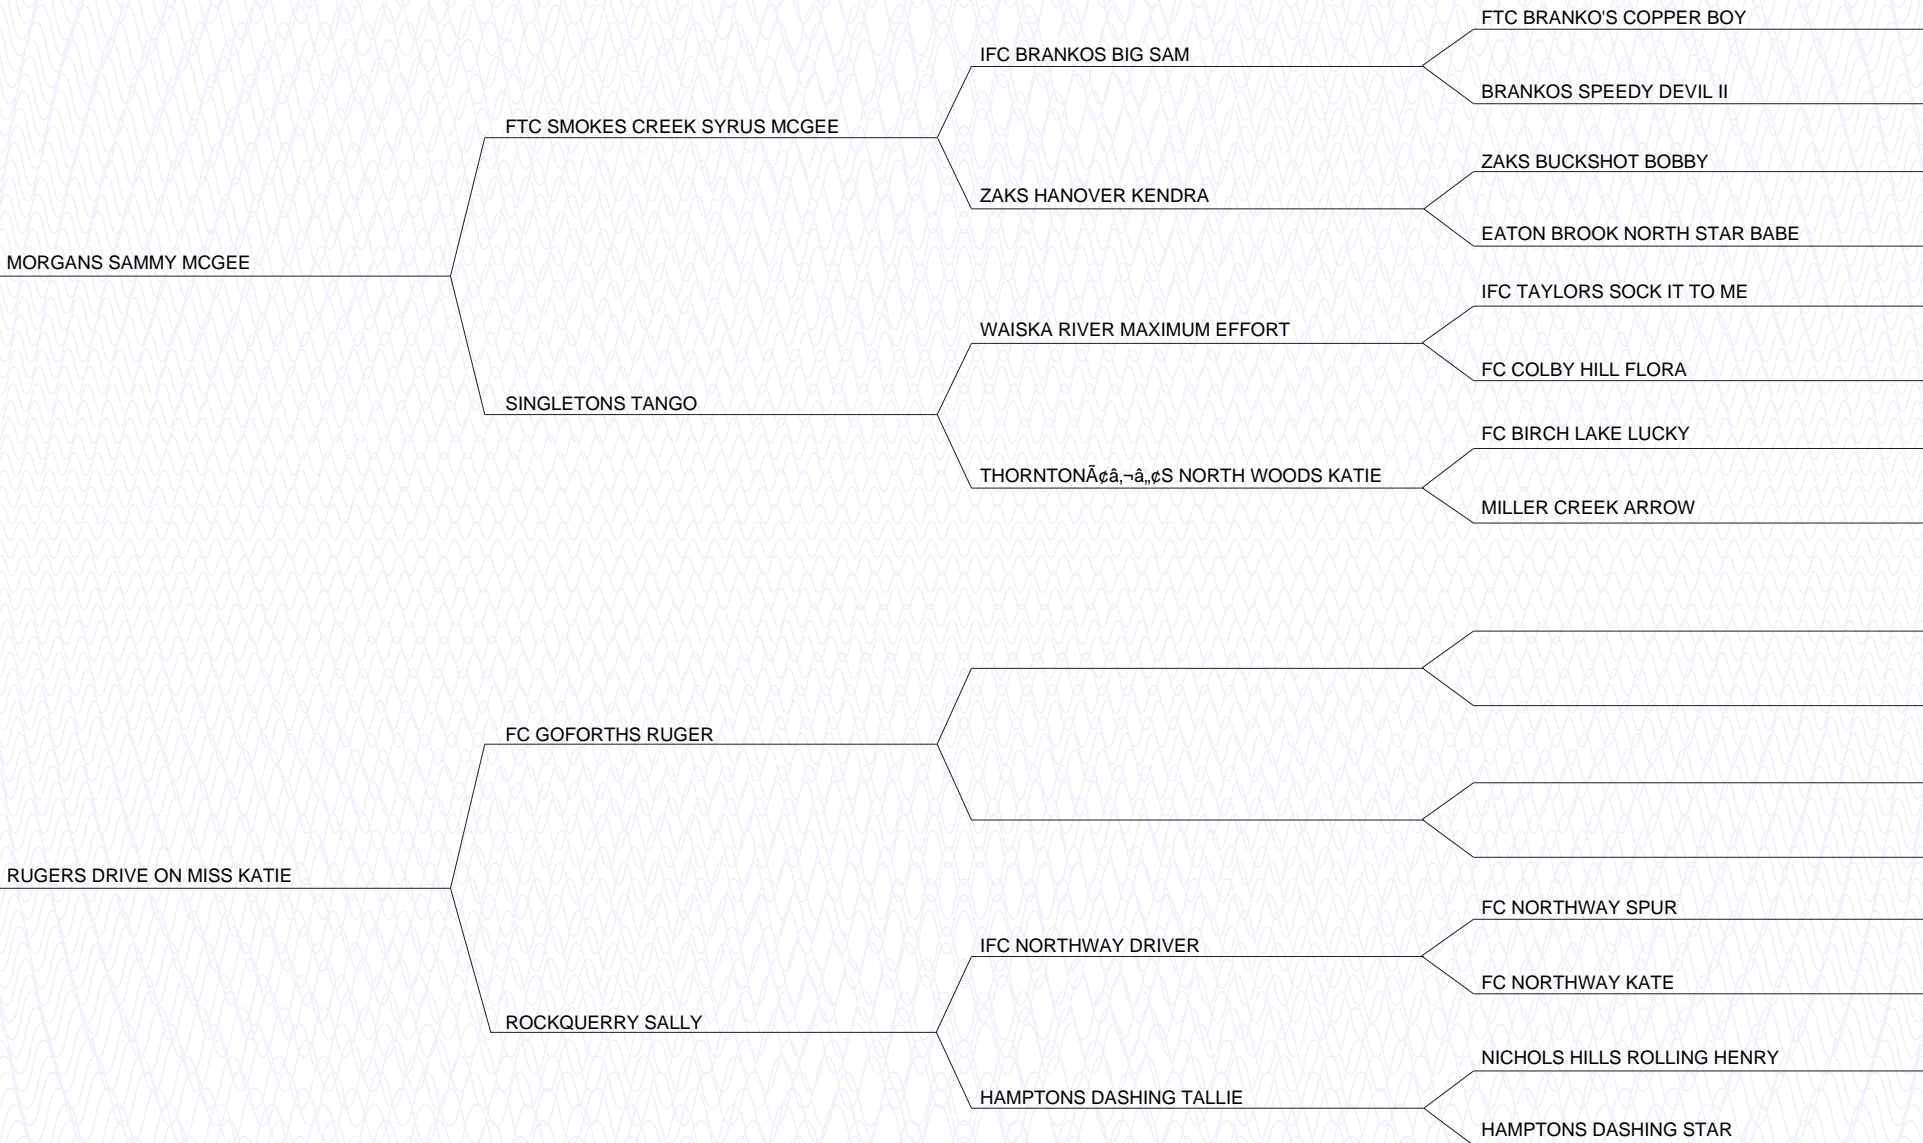 FTC BRANKO'S COPPER BOY
IFC BRANKOS BIG SAM
BRANKOS SPEEDY DEVIL II
FTC SMOKES CREEK SYRUS MCGEE
ZAKS BUCKSHOT BOBBY
ZAKS HANOVER KENDRA
EATON BROOK NORTH STAR BABE
MORGANS SAMMY MCGEE
IFC TAYLORS SOCK IT TO ME
WAISKA RIVER MAXIMUM EFFORT
FC COLBY HILL FLORA
SINGLETONS TANGO
FC BIRCH LAKE LUCKY
THORNTONÃ¢â‚¬â„¢S NORTH WOODS KATIE
MILLER CREEK ARROW
FC GOFORTHS RUGER
RUGERS DRIVE ON MISS KATIE
FC NORTHWAY SPUR
IFC NORTHWAY DRIVER
FC NORTHWAY KATE
ROCKQUERRY SALLY
NICHOLS HILLS ROLLING HENRY
HAMPTONS DASHING TALLIE
HAMPTONS DASHING STAR